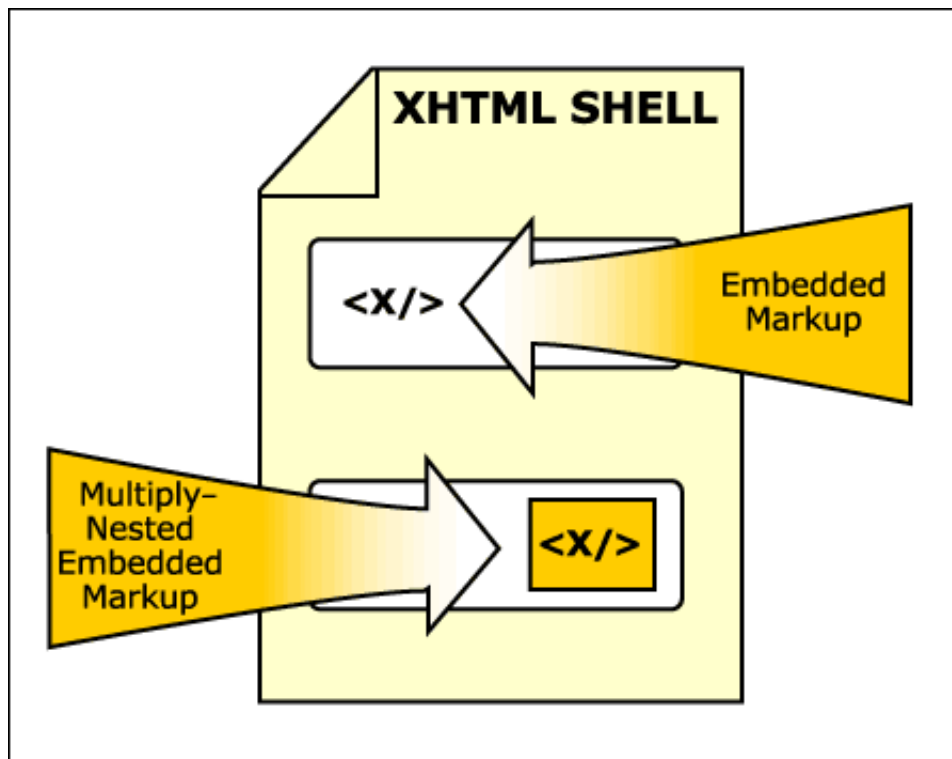 XHTML SHELL
<X/>
Embedded
Markup
Multiply–
Nested
Embedded
Markup
<X/>